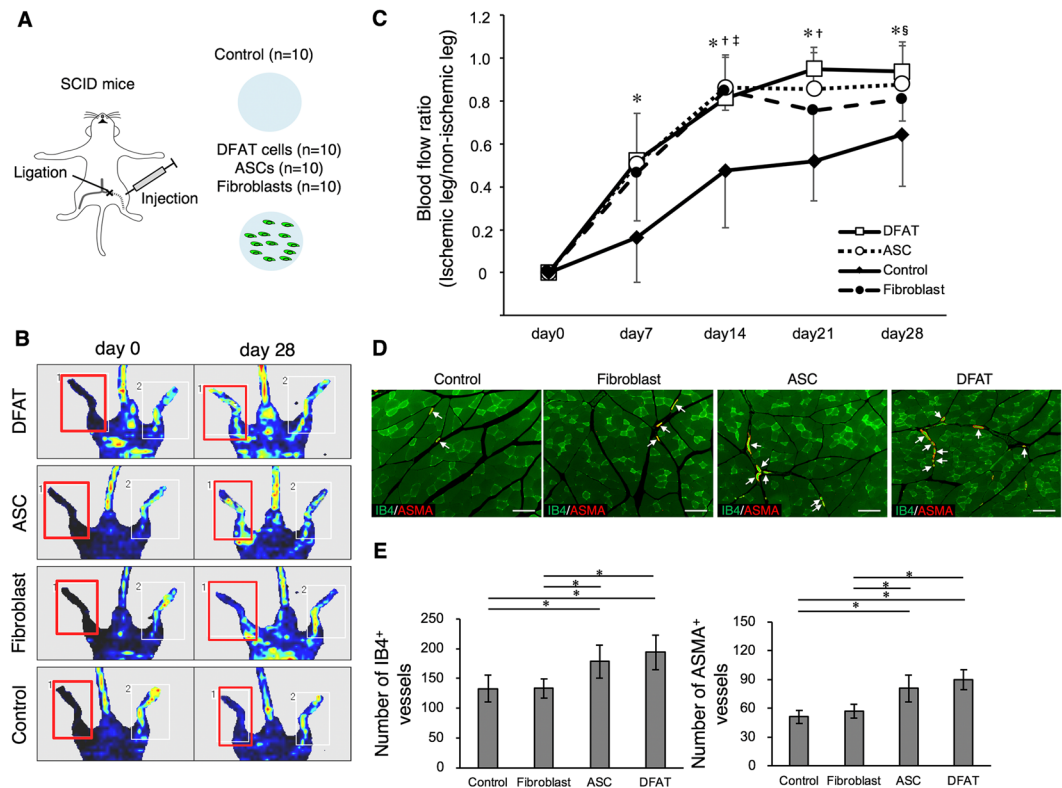 A
SCID mice
Ligation
Injection
Control (n=10)
DFAT cells (n=10)
ASCs (n=10)
Fibroblasts (n=10)
C
Blood flow ratio
(Ischemic leg/non-ischemic leg)
1.2
1.0
0.8
0.6
0.4
0.2
0
*
*†‡
*†
*§
DFAT
ASC
Control
Fibroblast
day0
day7
day14
day21
day28
B
day 0
day 28
DFAT
1
2
1
2
ASC
1
2
1
2
Fibroblast
1
2
1
2
Control
1
2
1
2
D
Control
Fibroblast
ASC
DFAT
IB4/ASMA
IB4/ASMA
IB4/ASMA
IB4/ASMA
E
Number of IB4+
vessels
250
200
150
100
50
0
*
*
*
*
Control
Fibroblast
ASC
DFAT
Number of ASMA+
vessels
150
120
90
60
30
0
*
*
*
*
Control
Fibroblast
ASC
DFAT